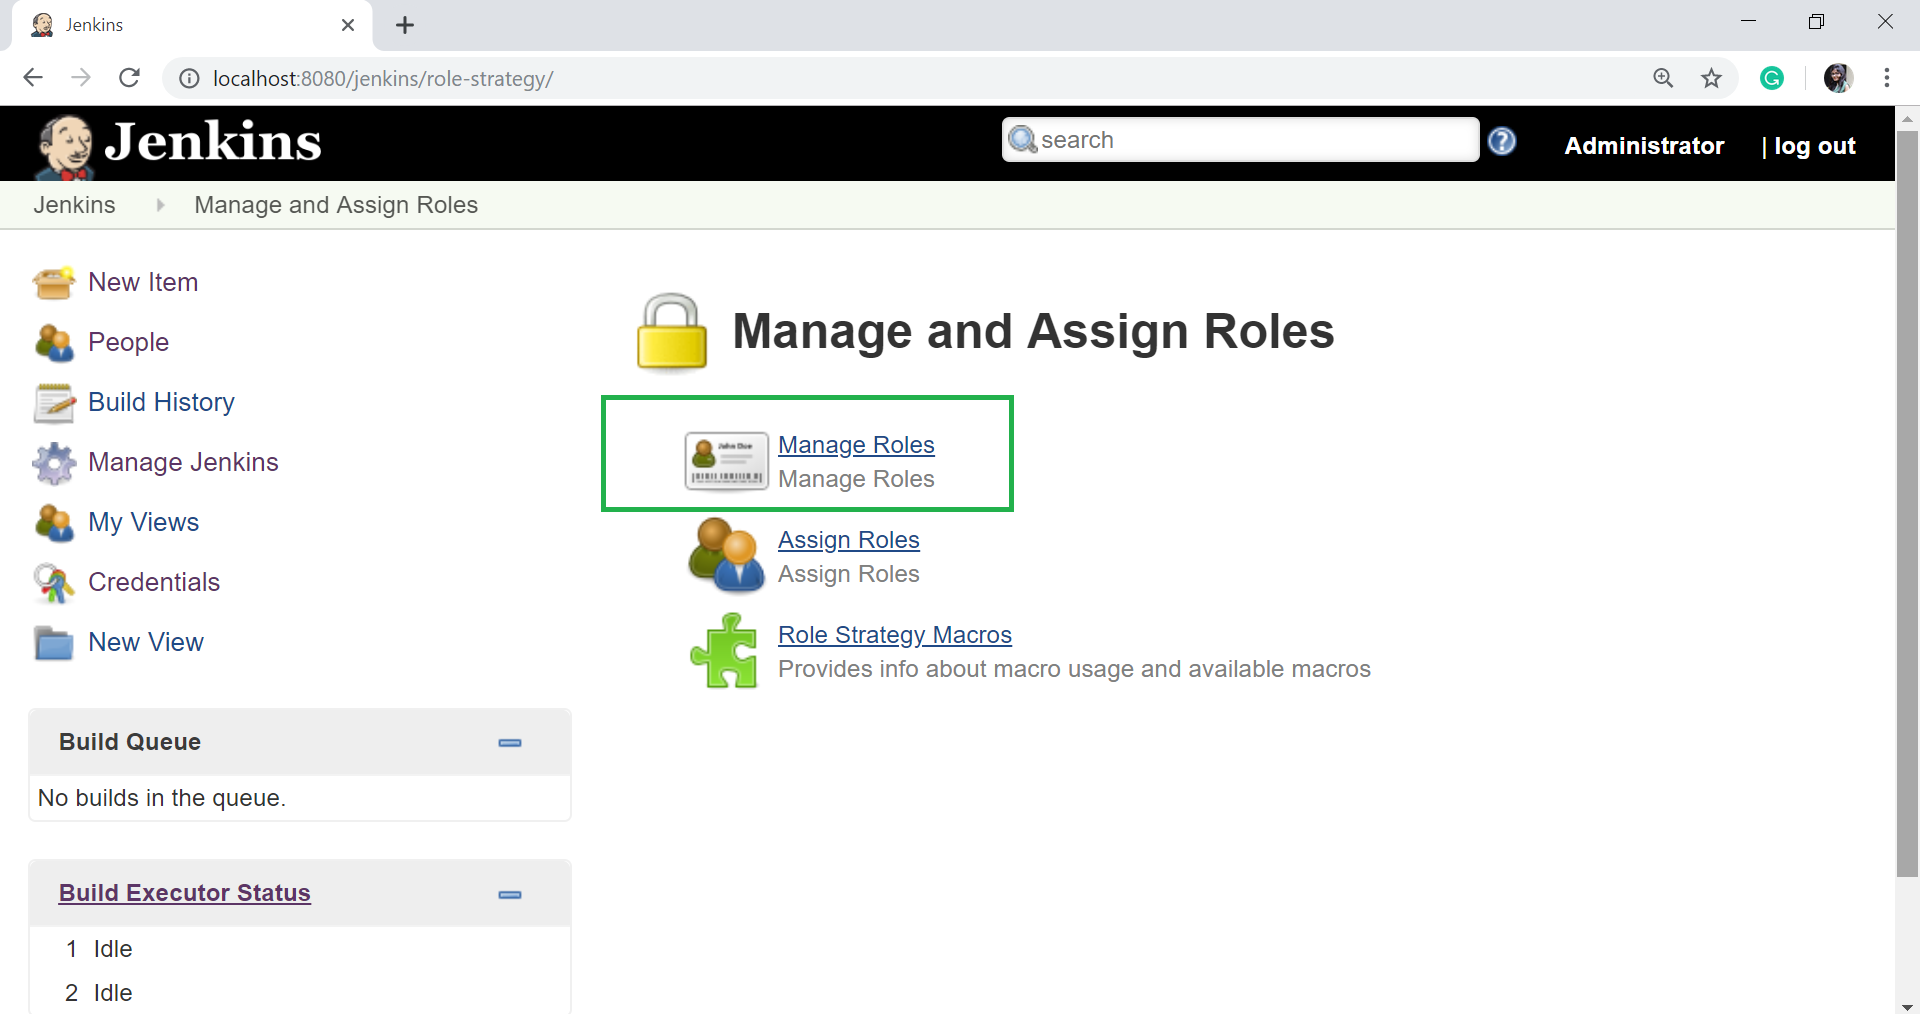 Jenkins
localhost:8080/jenkins/role-strategy/
Jenkins
search
Administrator
| log out
Jenkins
Manage and Assign Roles
New Item
People
Build History
Manage Jenkins
My Views
Credentials
New View
Build Queue
No builds in the queue.
Build Executor Status
1 Idle
2 Idle
Manage and Assign Roles
John Doe
Manage Roles
Manage Roles
Assign Roles
Assign Roles
Role Strategy Macros
Provides info about macro usage and available macros